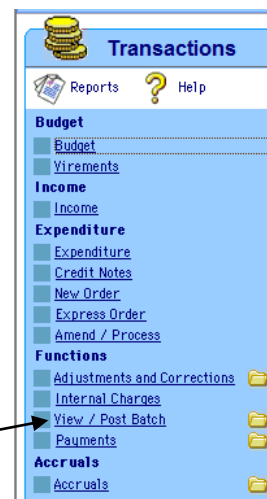 Transactions
Reports Help
Budget
Budget
Virements
Income
Income
Expenditure
Expenditure
Credit Notes
New Order
Express Order
Amend / Process
Functions
Adjustments and Corrections
Internal Charges
View / Post Batch
Payments
Accruals
Accruals